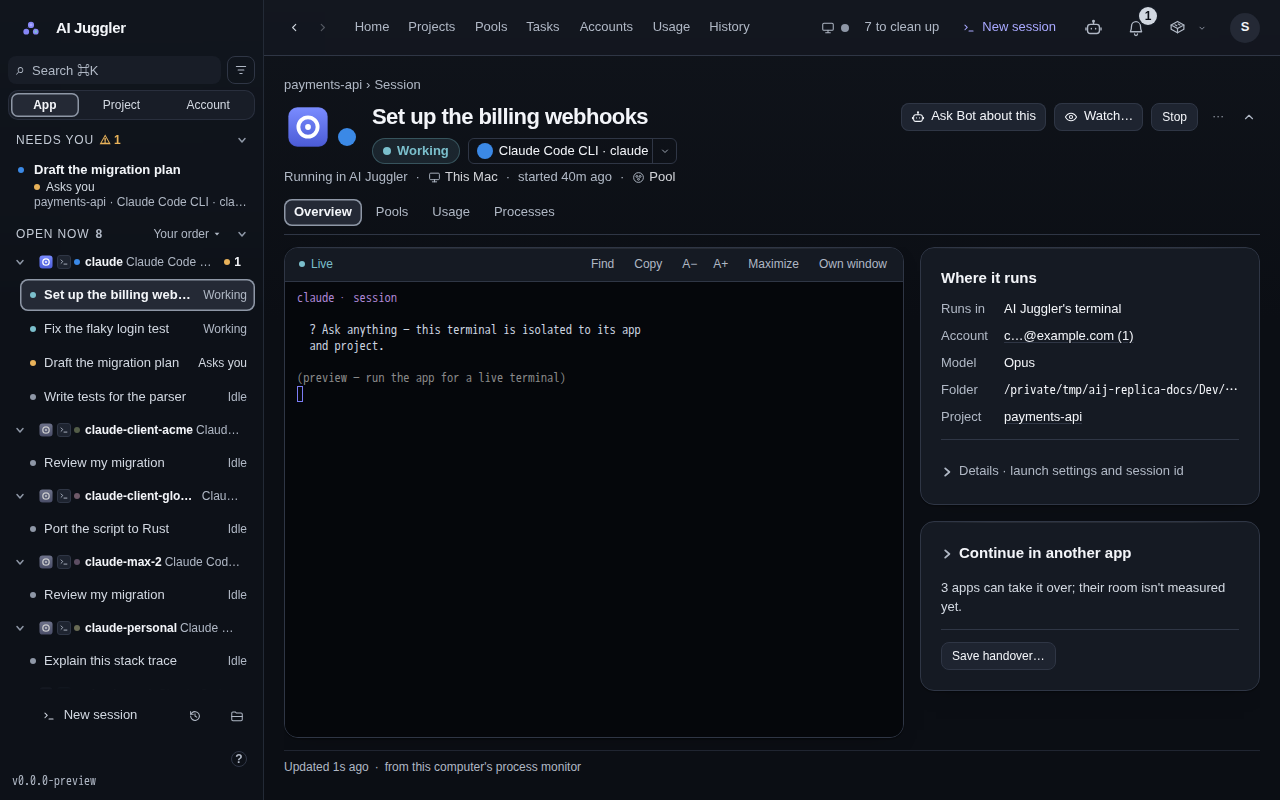 AI Juggler
Search ⌘K
App Project Account
NEEDS YOU 1
Draft the migration plan
Asks you
payments-api · Claude Code CLI · cla…
OPEN NOW 8 Your order
claude Claude Code … 1
Set up the billing web… Working
Fix the flaky login test Working
Draft the migration plan Asks you
Write tests for the parser Idle
claude-client-acme Claud…
Review my migration Idle
claude-client-glo… Clau…
Port the script to Rust Idle
claude-max-2 Claude Cod…
Review my migration Idle
claude-personal Claude …
Explain this stack trace Idle
New session
?
v0.0.0-preview
Home Projects Pools Tasks Accounts Usage History 7 to clean up New session 1 S
payments-api › Session
Set up the billing webhooks
Ask Bot about this Watch… Stop ···
Working Claude Code CLI · claude
Running in AI Juggler · This Mac · started 40m ago · Pool
Overview Pools Usage Processes
Live Find Copy A− A+ Maximize Own window
claude · session
? Ask anything — this terminal is isolated to its app
and project.
(preview — run the app for a live terminal)
Where it runs
Runs in AI Juggler's terminal
Account c…@example.com (1)
Model Opus
Folder /private/tmp/aij-replica-docs/Dev/…
Project payments-api
Details · launch settings and session id
Continue in another app
3 apps can take it over; their room isn't measured
yet.
Save handover…
Updated 1s ago · from this computer's process monitor